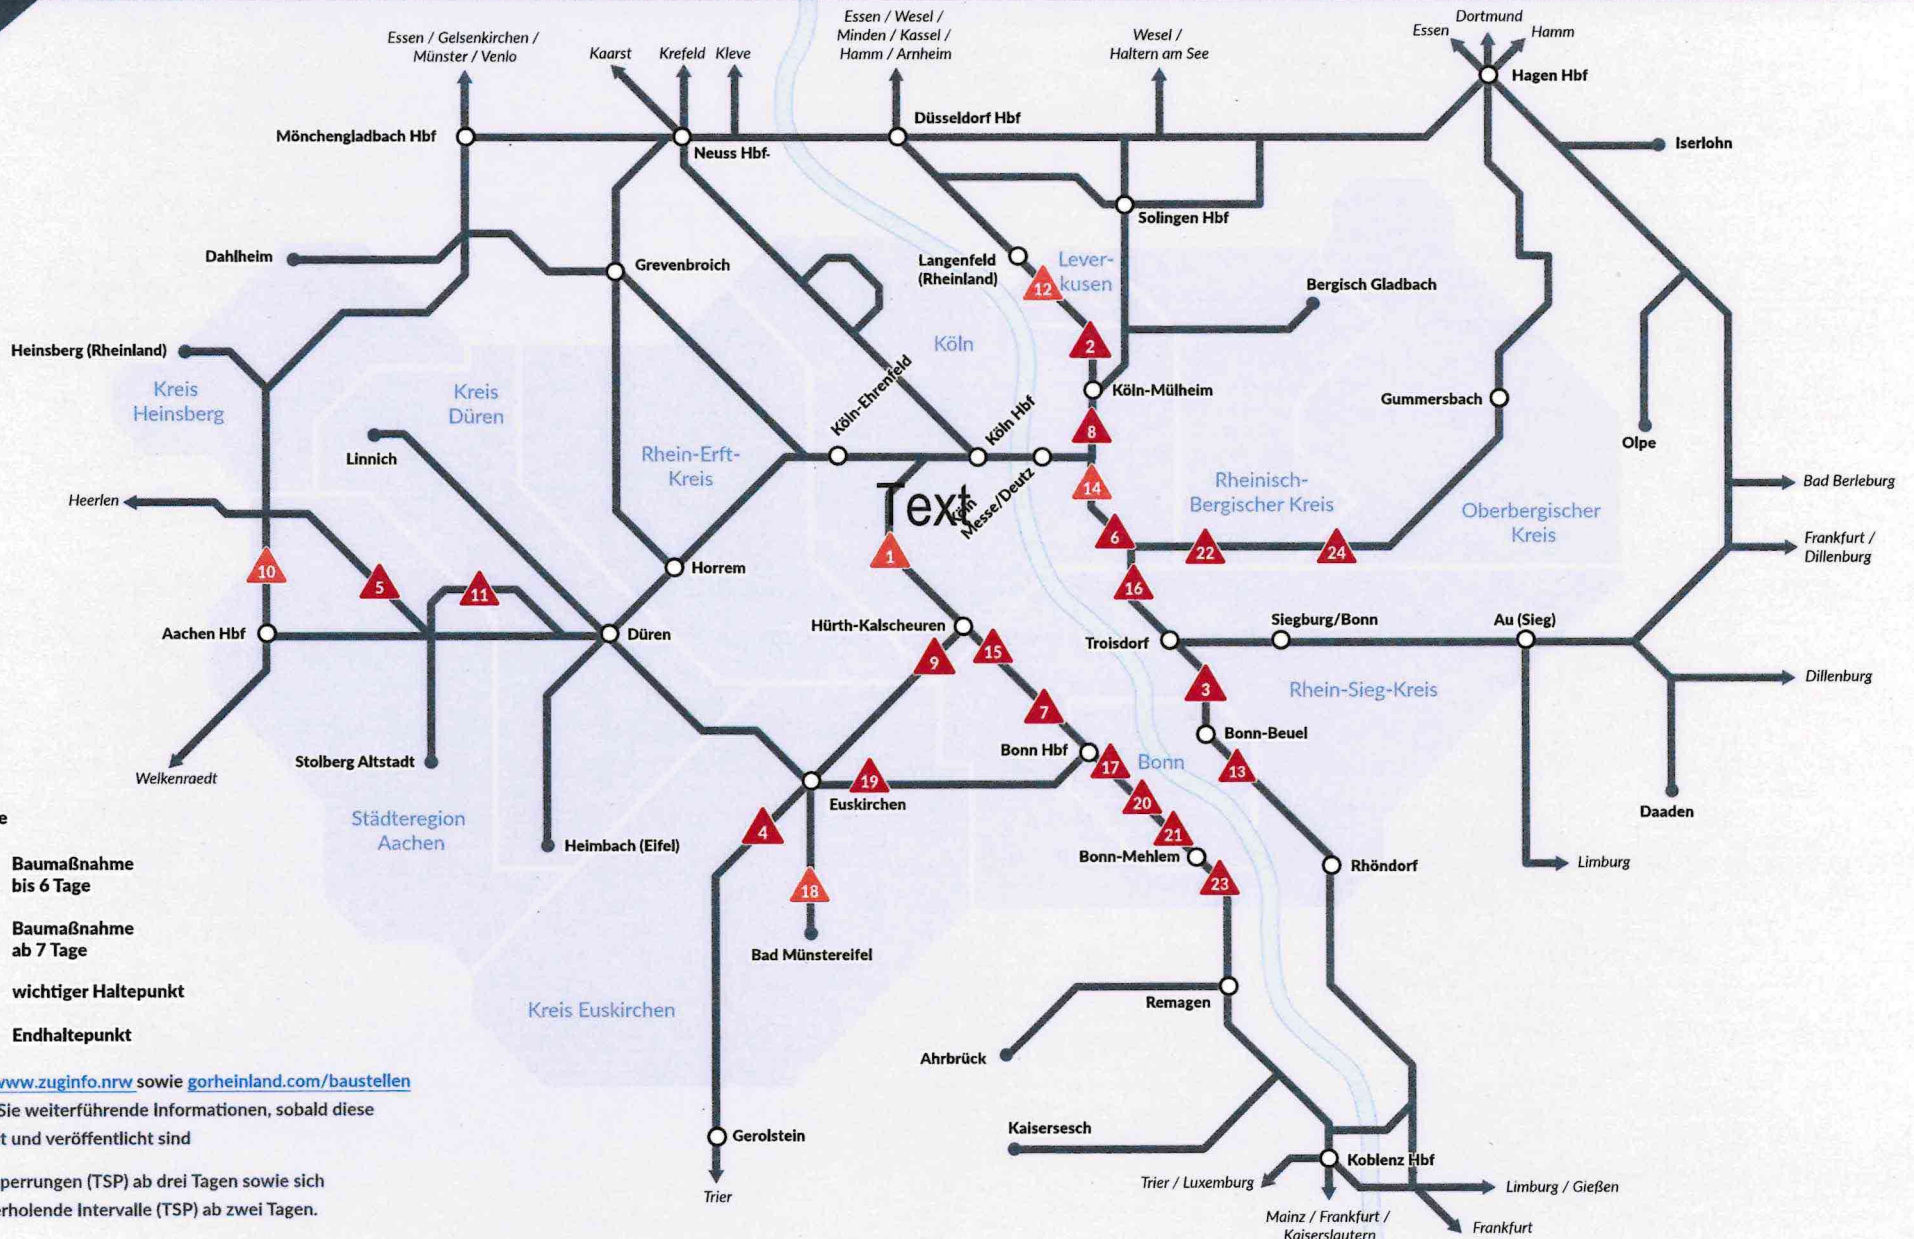 Essen / Gelsenkirchen /
Münster / Venlo
Kaarst
Krefeld
Kleve
Essen / Wesel /
Minden / Kassel /
Hamm / Arnheim
Wesel /
Haltern am See
Essen
Dortmund
Hamm
Hagen Hbf
Mönchengladbach Hbf
Neuss Hbf-
Düsseldorf Hbf
Iserlohn
Solingen Hbf
Dahlheim
Grevenbroich
Langenfeld
(Rheinland)
12
Lever-
kusen
Bergisch Gladbach
Heinsberg (Rheinland)
Köln
2
Kreis
Heinsberg
Kreis
Düren
Köln-Ehrenfeld
Köln Hbf
Köln-Mülheim
Gummersbach
8
Linnich
Rhein-Erft-
Kreis
Olpe
Heerlen
Text
Köln
Messe/Deutz
14
Rheinisch-
Bergischer Kreis
Oberbergischer
Kreis
Bad Berleburg
6
22
24
Frankfurt /
Dillenburg
1
10
5
11
Horrem
16
Aachen Hbf
Düren
Hürth-Kalscheuren
Troisdorf
Siegburg/Bonn
Au (Sieg)
9
15
3
Rhein-Sieg-Kreis
Dillenburg
7
Bonn-Beuel
Welkenraedt
Stolberg Altstadt
Bonn Hbf
17
Bonn
13
Euskirchen
19
20
Daaden
Städteregion
Aachen
4
21
Heimbach (Eifel)
Bonn-Mehlem
23
Rhöndorf
Limburg
18
Bad Münstereifel
Kreis Euskirchen
Remagen
Ahrbrück
Kaisersesch
Gerolstein
Trier
Koblenz Hbf
Trier / Luxemburg
Limburg / Gießen
Mainz / Frankfurt /
Kaiserslautern
Frankfurt
e
Baumaßnahme
bis 6 Tage
Baumaßnahme
ab 7 Tage
wichtiger Haltepunkt
Endhaltepunkt
www.zuginfo.nrw sowie gorheinland.com/baustellen
Sie weiterführende Informationen, sobald diese
t und veröffentlicht sind
perrungen (TSP) ab drei Tagen sowie sich
erholende Intervalle (TSP) ab zwei Tagen.